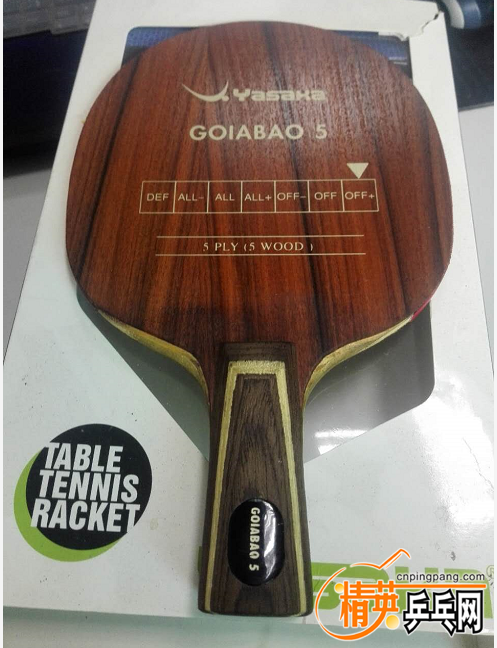 Yasaka
GOIABAO 5
DEF ALL- ALL ALL+ OFF- OFF OFF+
5 PLY (5 WOOD)
TABLE
TENNIS
RACKET
GOIABAO 5
cnpingpang.com
精英乒乓网